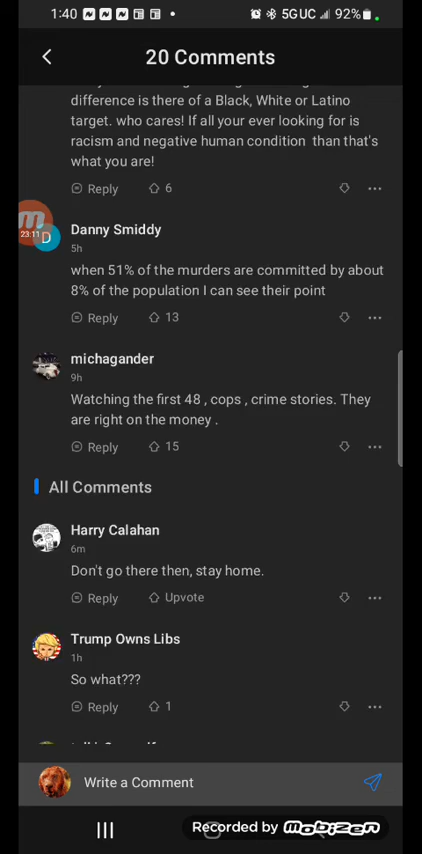 1:40 5GUC 92%
20 Comments
difference is there of a Black, White or Latino
target. who cares! If all your ever looking for is
racism and negative human condition than that's
what you are!
Reply 6
Danny Smiddy
23:11 D
5h
when 51% of the murders are committed by about
8% of the population I can see their point
Reply 13
michagander
9h
Watching the first 48 , cops , crime stories. They
are right on the money .
Reply 15
All Comments
Harry Calahan
6m
Don't go there then, stay home.
Reply Upvote
Trump Owns Libs
1h
So what???
Reply 1
Write a Comment
Recorded by mobizen